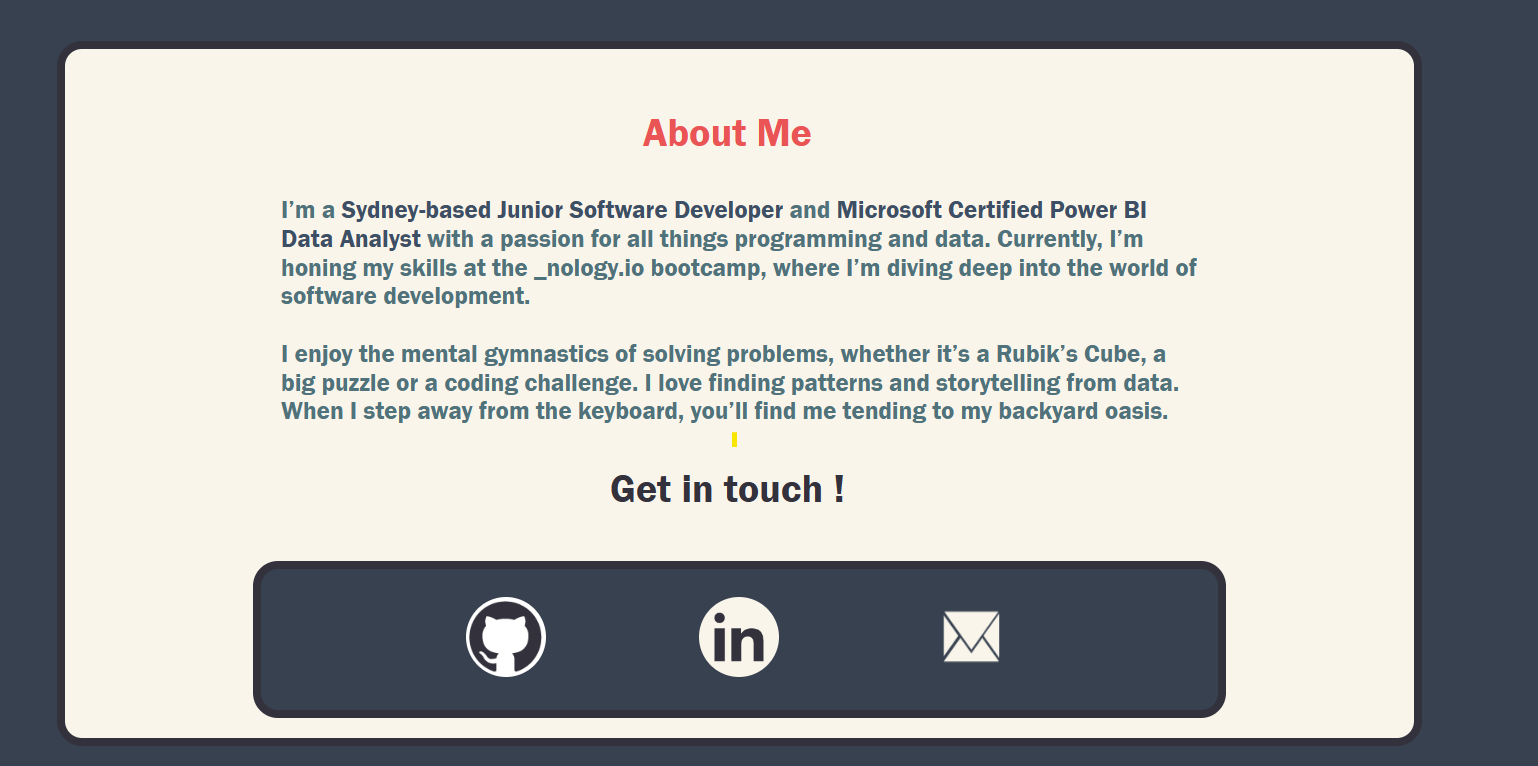 About Me
I’m a Sydney-based Junior Software Developer and Microsoft Certified Power BI
Data Analyst with a passion for all things programming and data. Currently, I’m
honing my skills at the _nology.io bootcamp, where I’m diving deep into the world of
software development.
I enjoy the mental gymnastics of solving problems, whether it’s a Rubik’s Cube, a
big puzzle or a coding challenge. I love finding patterns and storytelling from data.
When I step away from the keyboard, you’ll find me tending to my backyard oasis.
Get in touch !
in